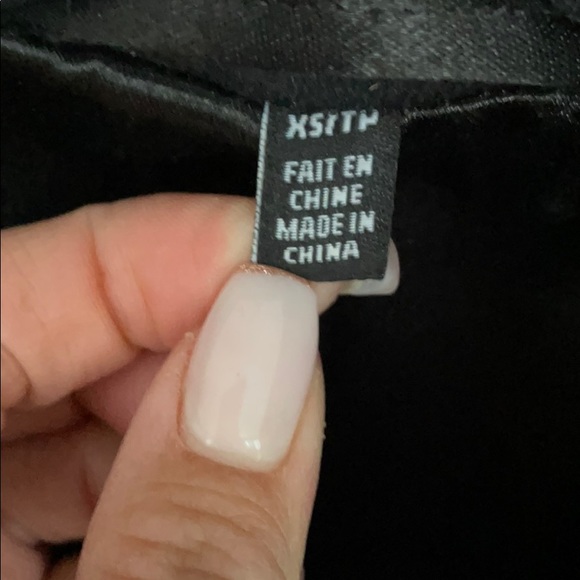 XS/TP
FAIT EN
CHINE
MADE IN
CHINA